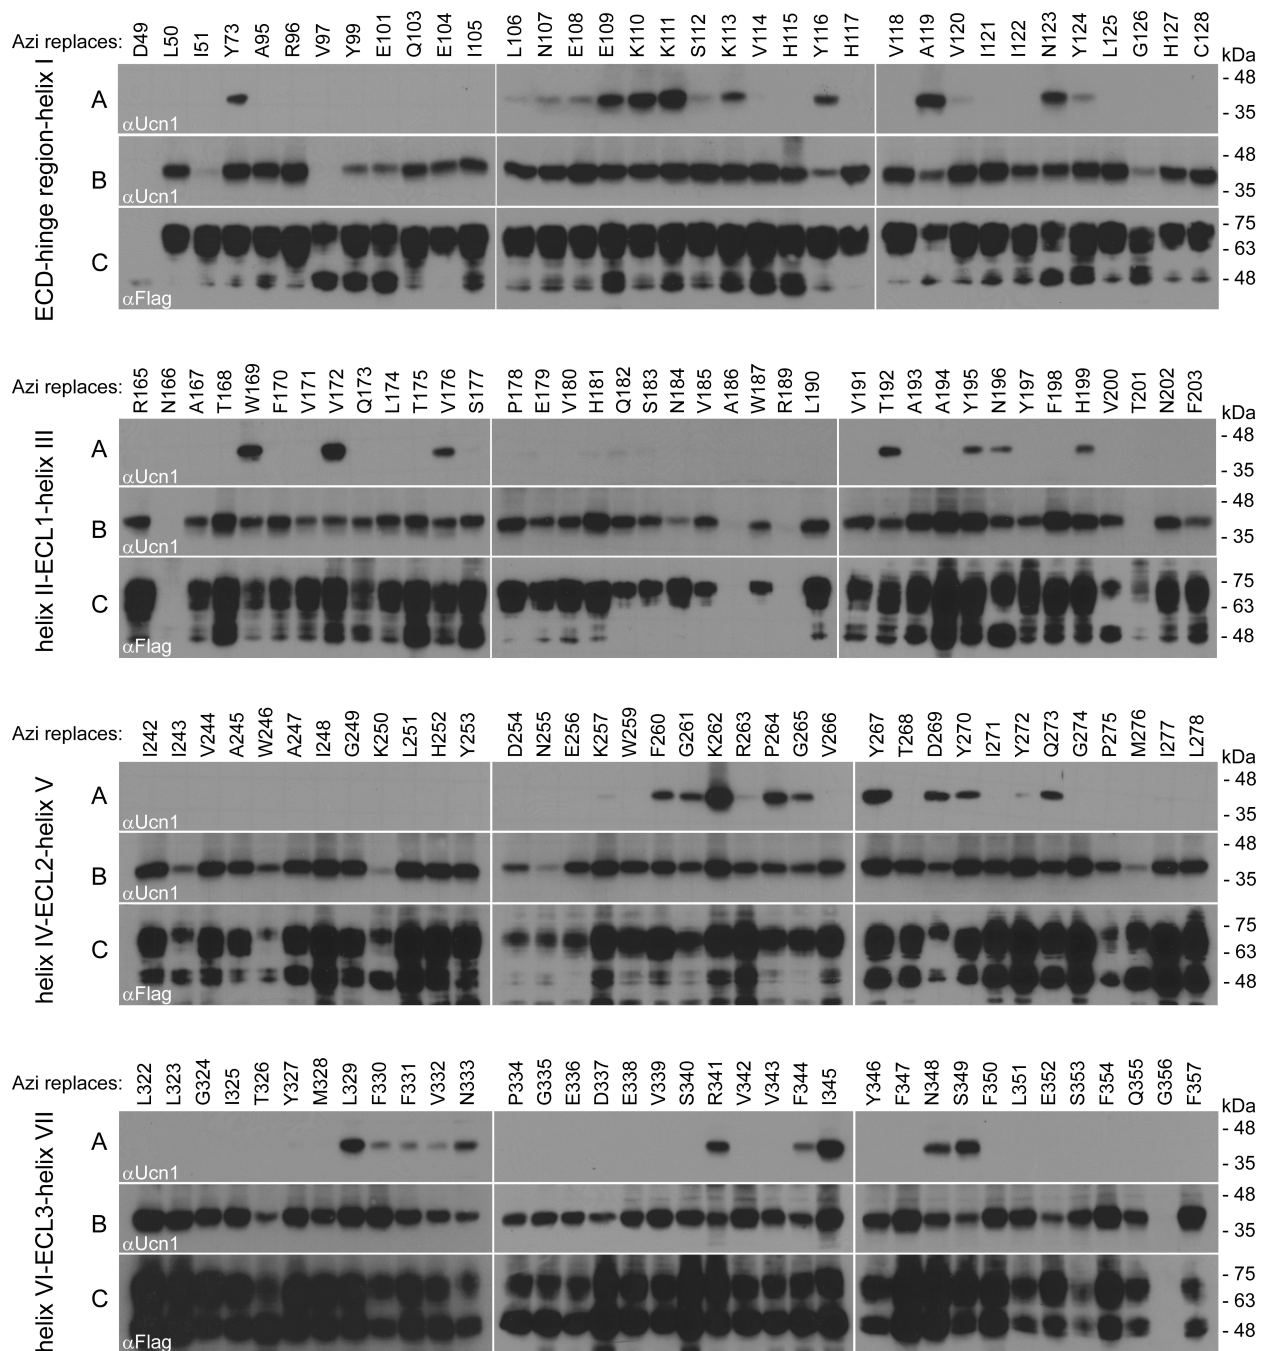 Azi replaces: D49 L50 I51 Y73 A95 R96 V97 Y99 E101 Q103 E104 I105 L106 N107 E108 E109 K110 K111 S112 K113 V114 H115 Y116 H117 V118 A119 V120 I121 I122 N123 Y124 L125 G126 H127 C128
kDa
ECD-hinge region-helix I
A
αUcn1
- 48
- 35
B
αUcn1
- 48
- 35
C
αFlag
- 75
- 63
- 48
Azi replaces: R165 N166 A167 T168 W169 F170 V171 V172 Q173 L174 T175 V176 S177 P178 E179 V180 H181 Q182 S183 N184 V185 A186 W187 R189 L190 V191 T192 A193 A194 Y195 N196 Y197 F198 H199 V200 T201 N202 F203
kDa
helix II-ECL1-helix III
A
αUcn1
- 48
- 35
B
αUcn1
- 48
- 35
C
αFlag
- 75
- 63
- 48
Azi replaces: I242 I243 V244 A245 W246 A247 I248 G249 K250 L251 H252 Y253 D254 N255 E256 K257 W259 F260 G261 K262 R263 P264 G265 V266 Y267 T268 D269 Y270 I271 Y272 Q273 G274 P275 M276 I277 L278
kDa
helix IV-ECL2-helix V
A
αUcn1
- 48
- 35
B
αUcn1
- 48
- 35
C
αFlag
- 75
- 63
- 48
Azi replaces: L322 L323 G324 I325 T326 Y327 M328 L329 F330 F331 V332 N333 P334 G335 E336 D337 E338 V339 S340 R341 V342 V343 F344 I345 Y346 F347 N348 S349 F350 L351 E352 S353 F354 Q355 G356 F357
kDa
helix VI-ECL3-helix VII
A
αUcn1
- 48
- 35
B
αUcn1
- 48
- 35
C
αFlag
- 75
- 63
- 48